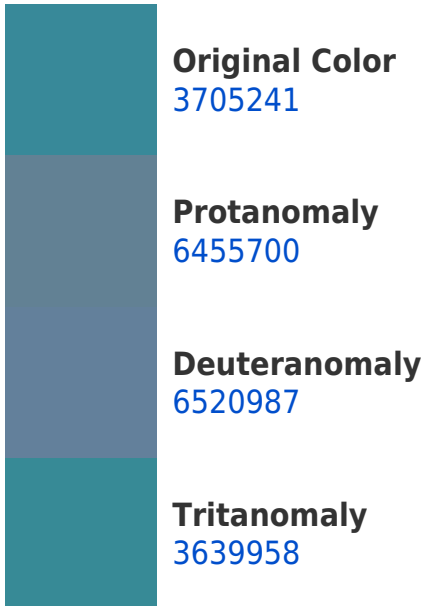 Original Color
3705241
Protanomaly
6455700
Deuteranomaly
6520987
Tritanomaly
3639958